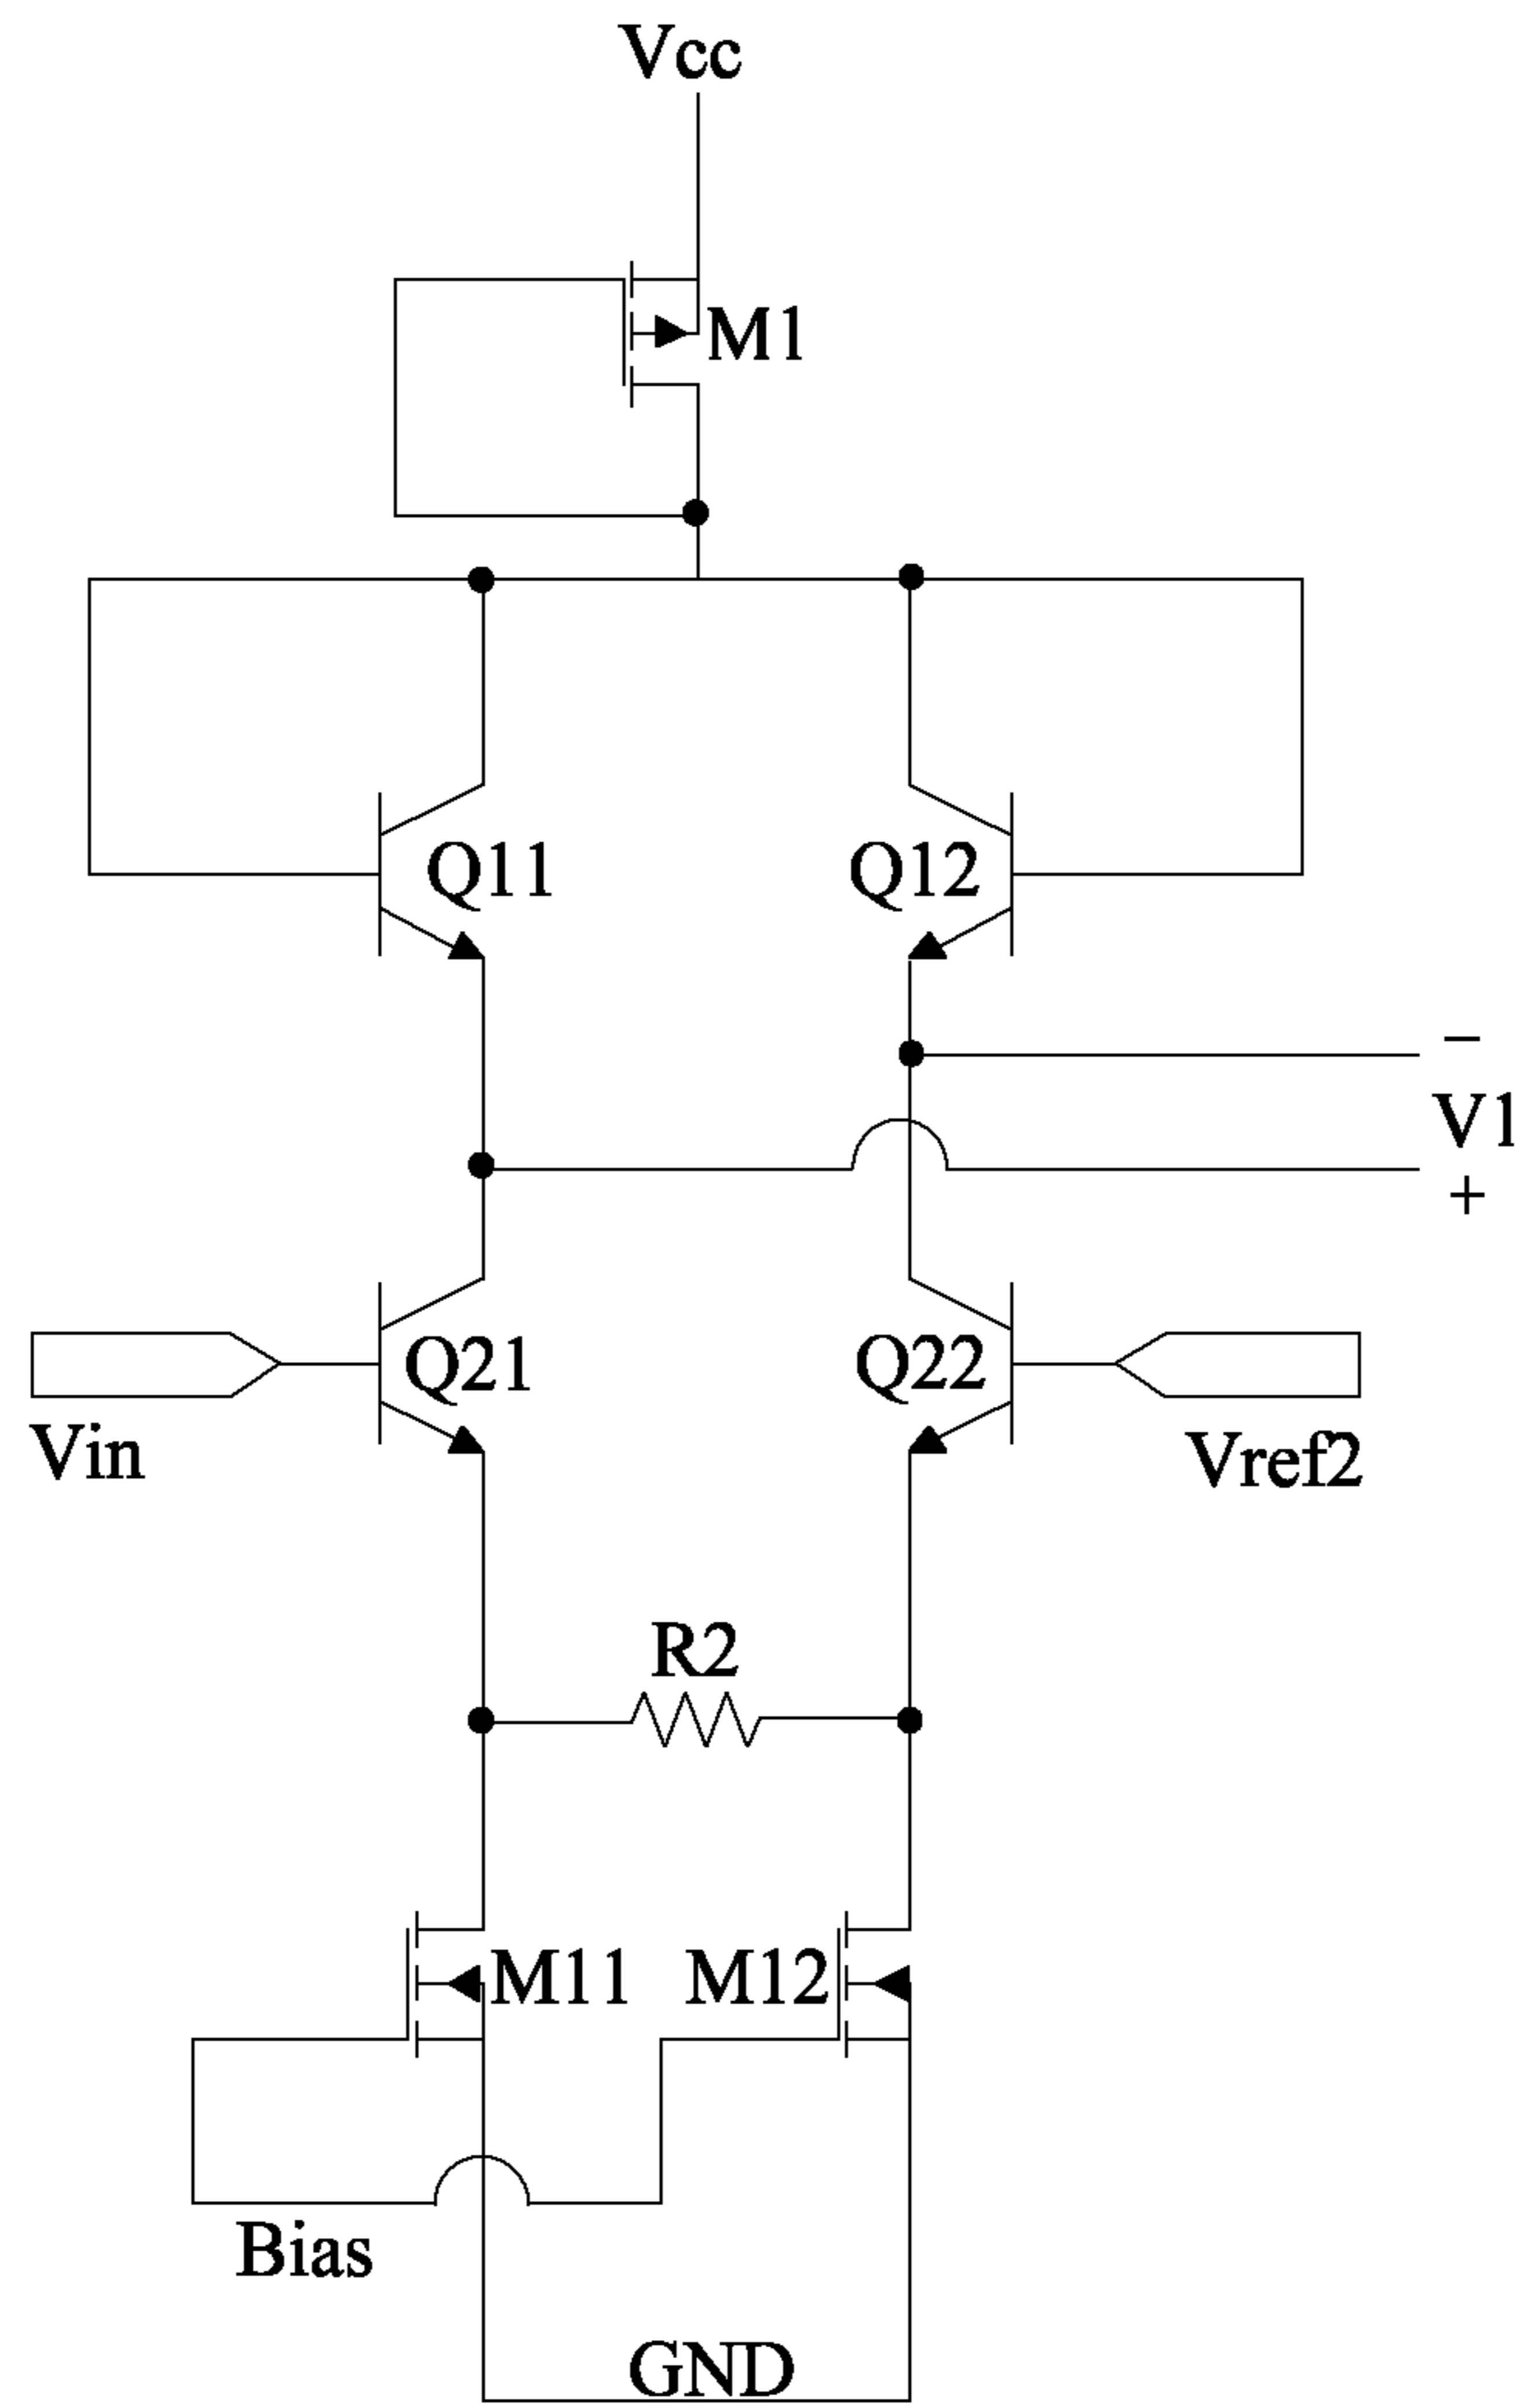 Vcc
M1
Q11
Q12
−
V1
+
Q21
Q22
Vin
Vref2
R2
M11
M12
Bias
GND